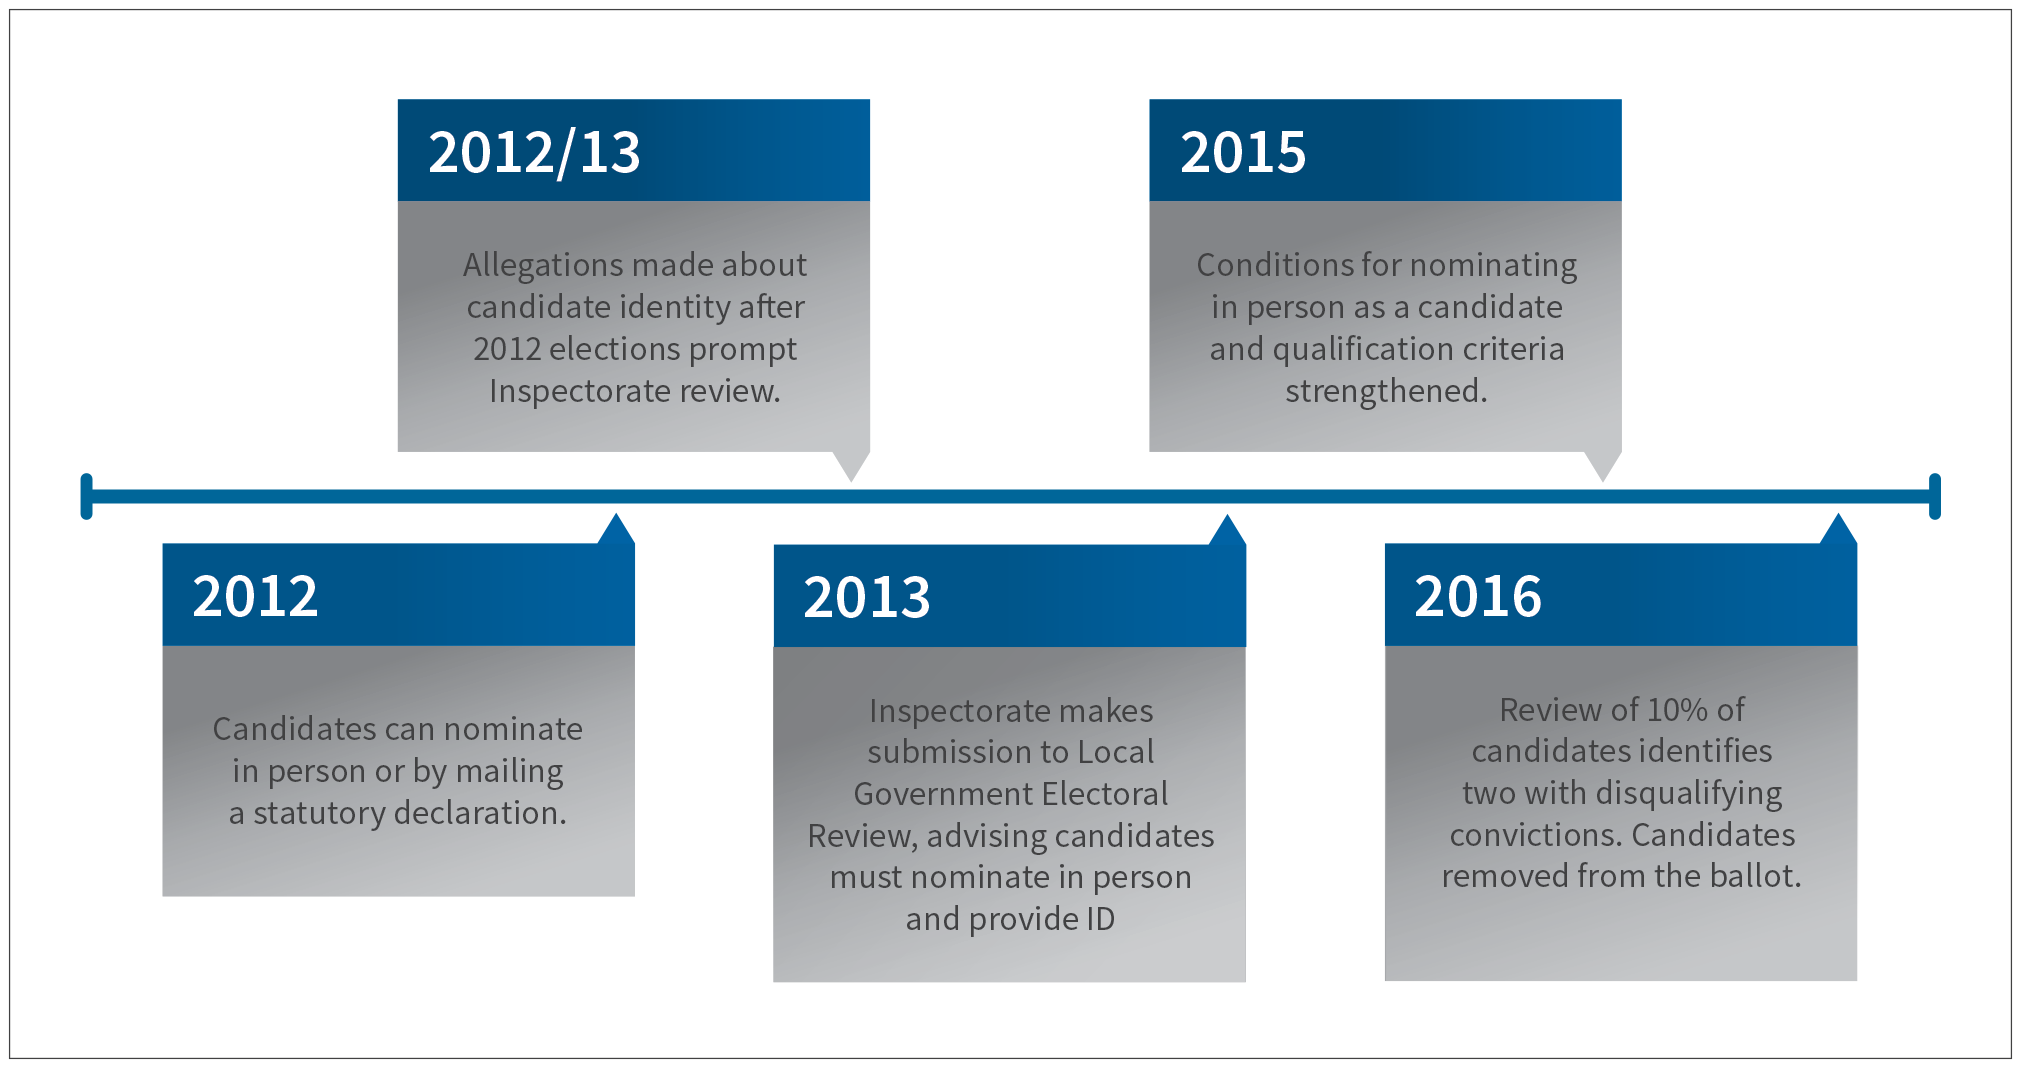 2012/13
Allegations made about
candidate identity after
2012 elections prompt
Inspectorate review.
2015
Conditions for nominating
in person as a candidate
and qualification criteria
strengthened.
2012
Candidates can nominate
in person or by mailing
a statutory declaration.
2013
Inspectorate makes
submission to Local
Government Electoral
Review, advising candidates
must nominate in person
and provide ID
2016
Review of 10% of
candidates identifies
two with disqualifying
convictions. Candidates
removed from the ballot.